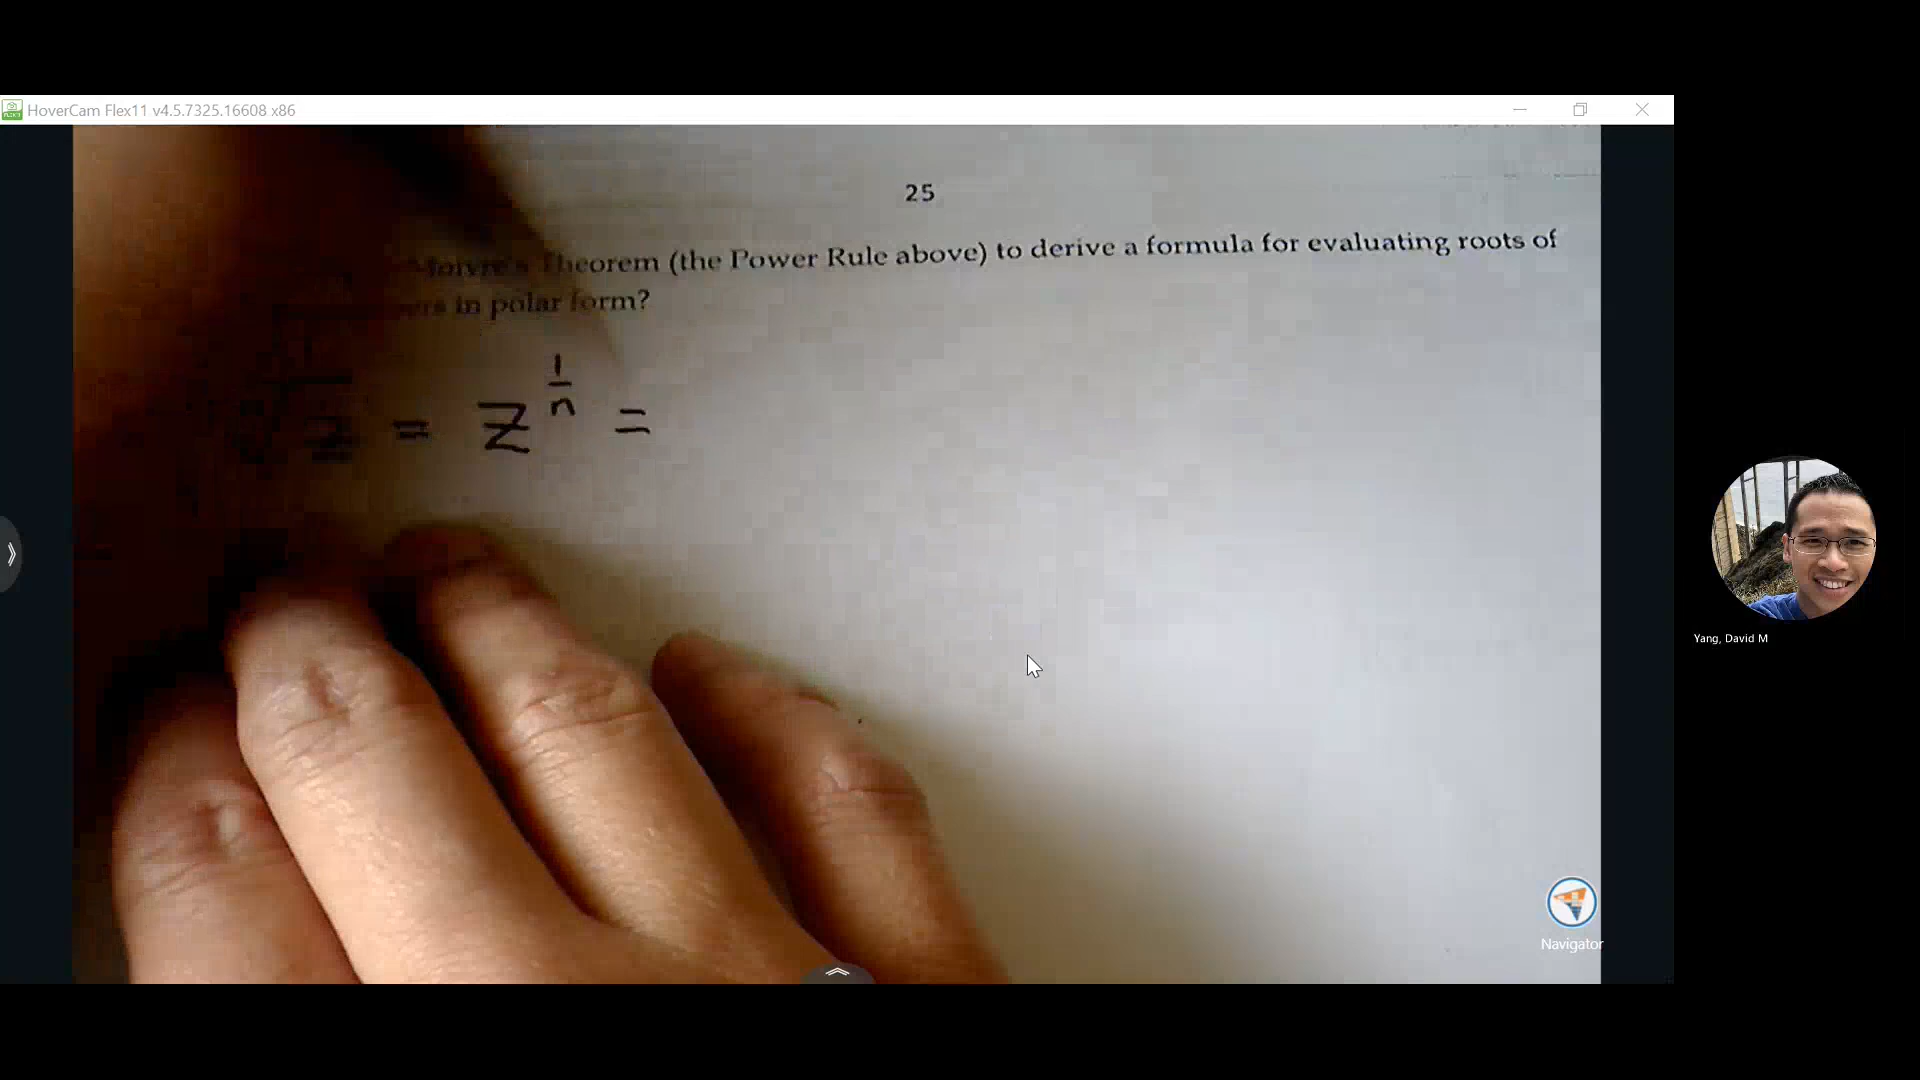 HoverCam Flex11 v4.5.7325.16608 x86
25
Moivre's Theorem (the Power Rule above) to derive a formula for evaluating roots of
in polar form?
= z^{1/n} =
Yang, David M
Navigator